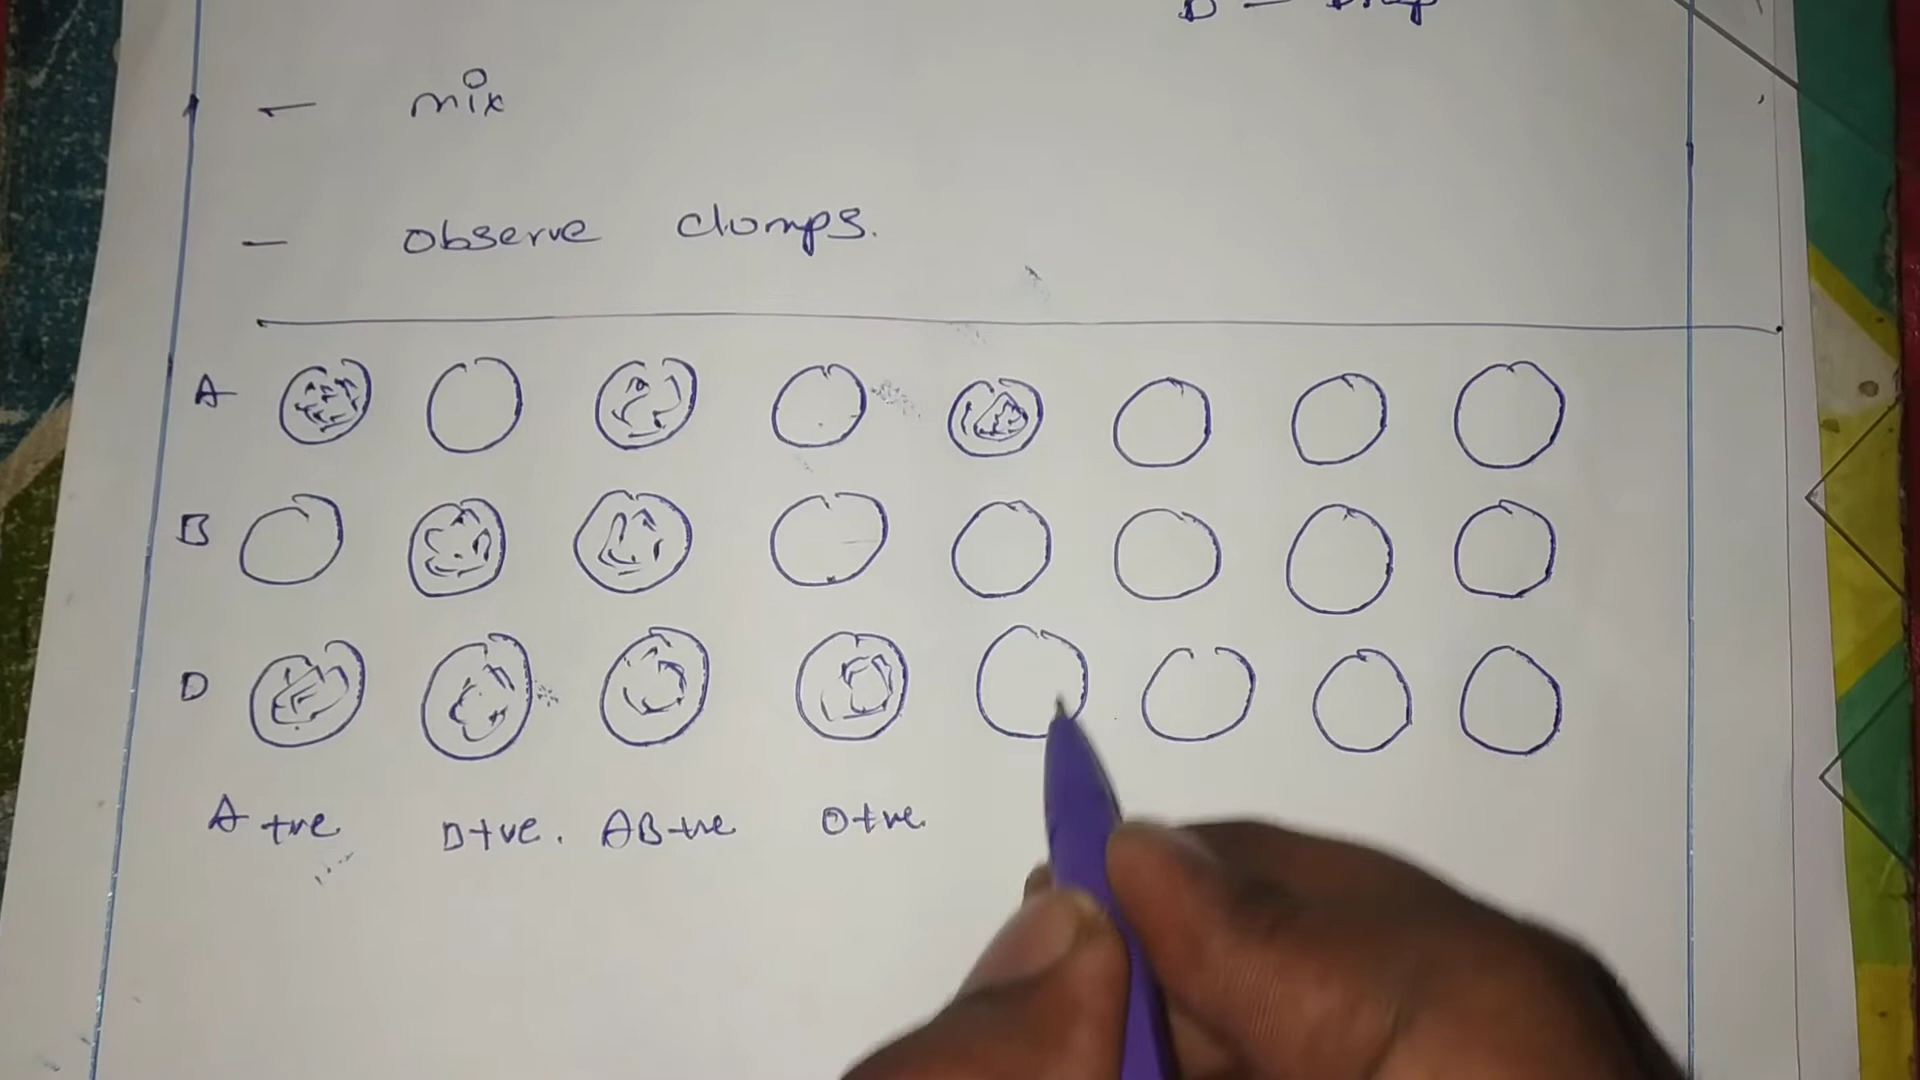 - mix
- observe clumps.
A
B
D
A +ve B+ve. AB+ve O+ve.